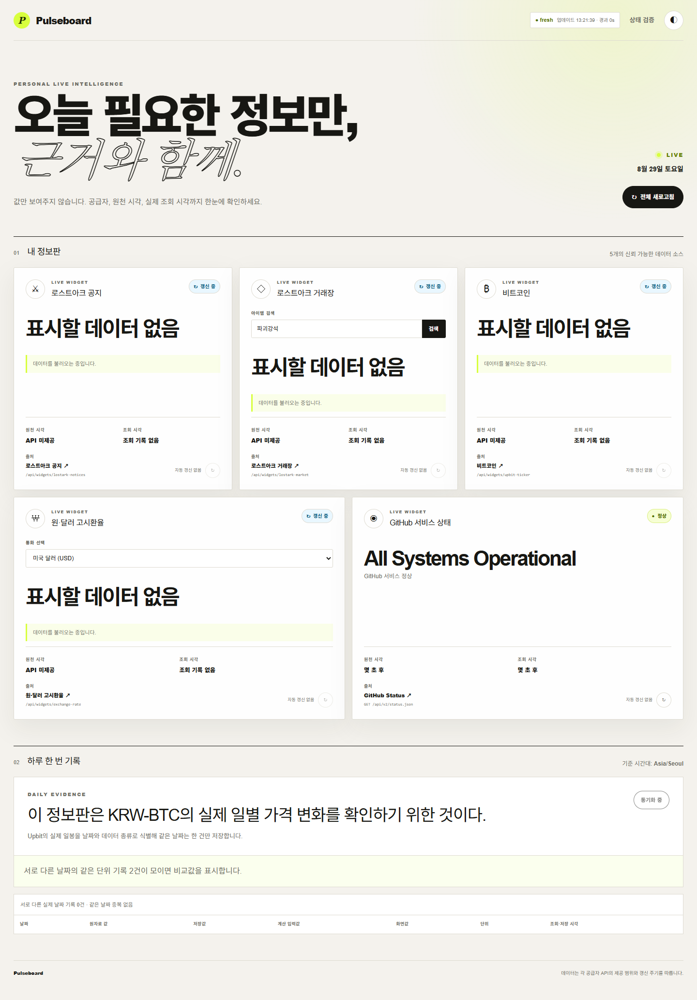 P Pulseboard
● fresh 업데이트 13:21:39 · 경과 0s
상태 검증
PERSONAL LIVE INTELLIGENCE
오늘 필요한 정보만,
근거와 함께.
값만 보여주지 않습니다. 공급자, 원천 시각, 실제 조회 시각까지 한눈에 확인하세요.
LIVE
8월 29일 토요일
↻ 전체 새로고침
01 내 정보판
5개의 신뢰 가능한 데이터 소스
LIVE WIDGET
로스트아크 공지
↻ 갱신 중
표시할 데이터 없음
데이터를 불러오는 중입니다.
원천 시각
조회 시각
API 미제공
조회 기록 없음
출처
로스트아크 공지 ↗
/api/widgets/lostark-notices
자동 갱신 없음 ↻
LIVE WIDGET
로스트아크 거래장
↻ 갱신 중
아이템 검색
파괴강석
검색
표시할 데이터 없음
데이터를 불러오는 중입니다.
원천 시각
조회 시각
API 미제공
조회 기록 없음
출처
로스트아크 거래장 ↗
/api/widgets/lostark-market
자동 갱신 없음 ↻
₿
LIVE WIDGET
비트코인
↻ 갱신 중
표시할 데이터 없음
데이터를 불러오는 중입니다.
원천 시각
조회 시각
API 미제공
조회 기록 없음
출처
비트코인 ↗
/api/widgets/upbit-ticker
자동 갱신 없음 ↻
₩
LIVE WIDGET
원·달러 고시환율
↻ 갱신 중
통화 선택
미국 달러 (USD)
표시할 데이터 없음
데이터를 불러오는 중입니다.
원천 시각
조회 시각
API 미제공
조회 기록 없음
출처
원·달러 고시환율 ↗
/api/widgets/exchange-rate
자동 갱신 없음 ↻
LIVE WIDGET
GitHub 서비스 상태
● 정상
All Systems Operational
GitHub 서비스 정상
원천 시각
조회 시각
몇 초 후
몇 초 후
출처
GitHub Status ↗
GET /api/v2/status.json
자동 갱신 없음 ↻
02 하루 한 번 기록
기준 시간대: Asia/Seoul
DAILY EVIDENCE
동기화 중
이 정보판은 KRW-BTC의 실제 일별 가격 변화를 확인하기 위한 것이다.
Upbit의 실제 일봉을 날짜와 데이터 종류로 식별해 같은 날짜는 한 건만 저장합니다.
서로 다른 날짜의 같은 단위 기록 2건이 모이면 비교값을 표시합니다.
서로 다른 실제 날짜 기록 0건 · 같은 날짜 중복 없음
날짜 원자료 값 저장값 계산 입력값 화면값 단위 조회·저장 시각
Pulseboard
데이터는 각 공급자 API의 제공 범위와 갱신 주기를 따릅니다.